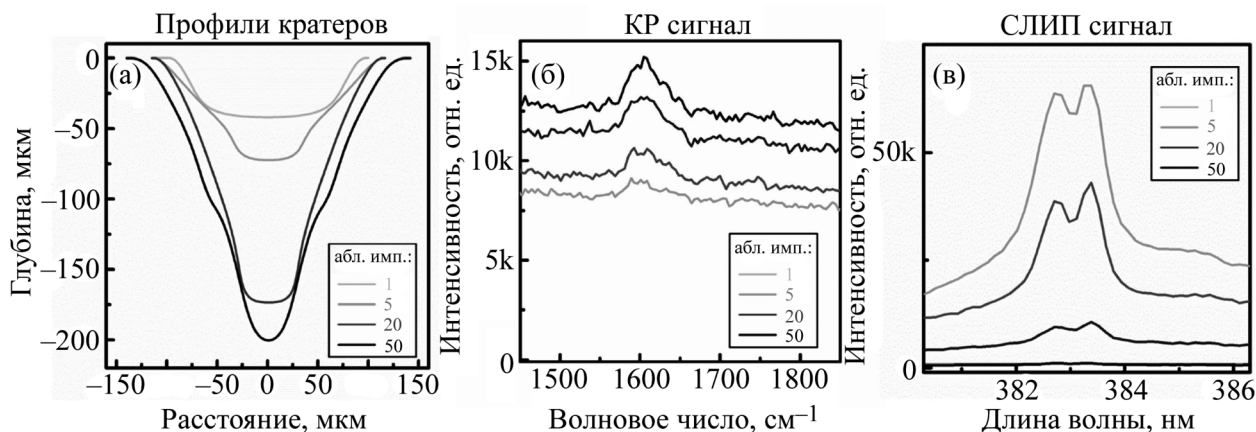 Профили кратеров
(а)
Глубина, мкм
0
–50
–100
–150
–200
абл. имп.:
1
5
20
50
–150
–50
0
50
150
Расстояние, мкм
КР сигнал
(б)
Интенсивность, отн. ед.
15k
10k
5k
0
абл. имп.:
1
5
20
50
1500
1600
1700
1800
Волновое число, см–1
СЛИП сигнал
(в)
Интенсивность, отн. ед.
50k
0
абл. имп.:
1
5
20
50
382
384
386
Длина волны, нм